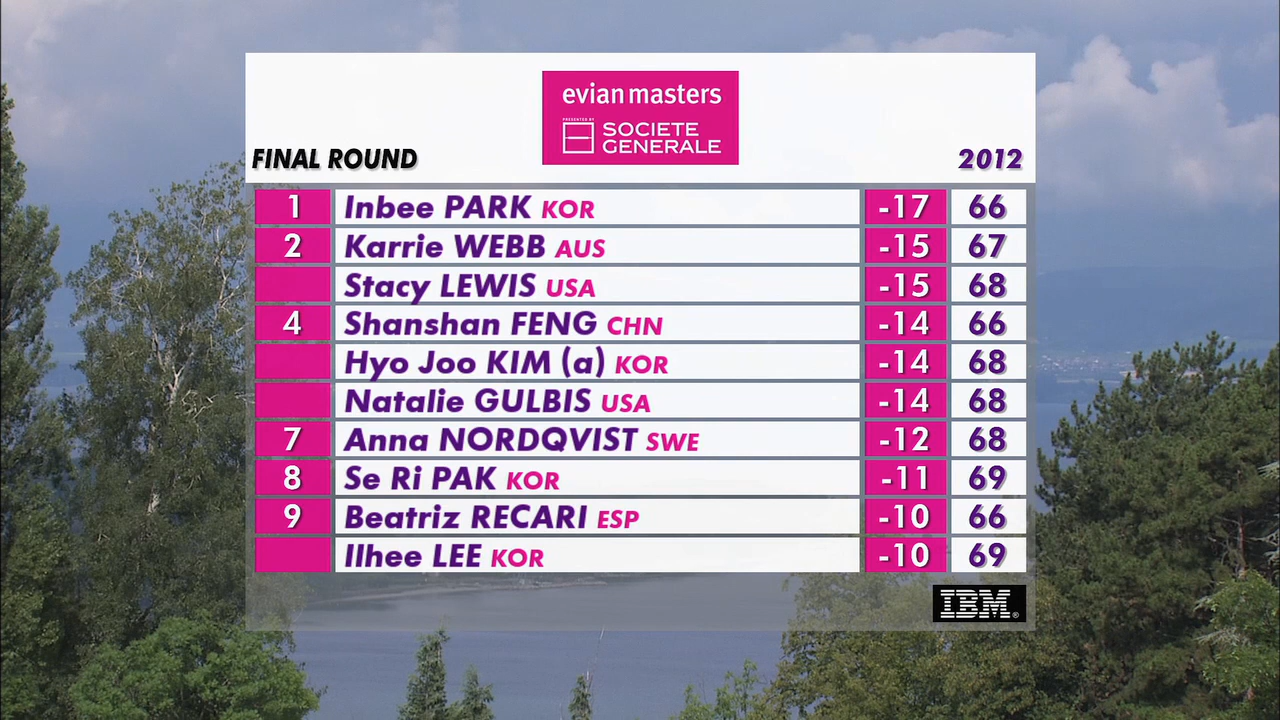 evian masters
PRESENTED BY
SOCIETE
GENERALE
FINAL ROUND 2012
1 Inbee PARK KOR -17 66
2 Karrie WEBB AUS -15 67
Stacy LEWIS USA -15 68
4 Shanshan FENG CHN -14 66
Hyo Joo KIM (a) KOR -14 68
Natalie GULBIS USA -14 68
7 Anna NORDQVIST SWE -12 68
8 Se Ri PAK KOR -11 69
9 Beatriz RECARI ESP -10 66
Ilhee LEE KOR -10 69
IBM®